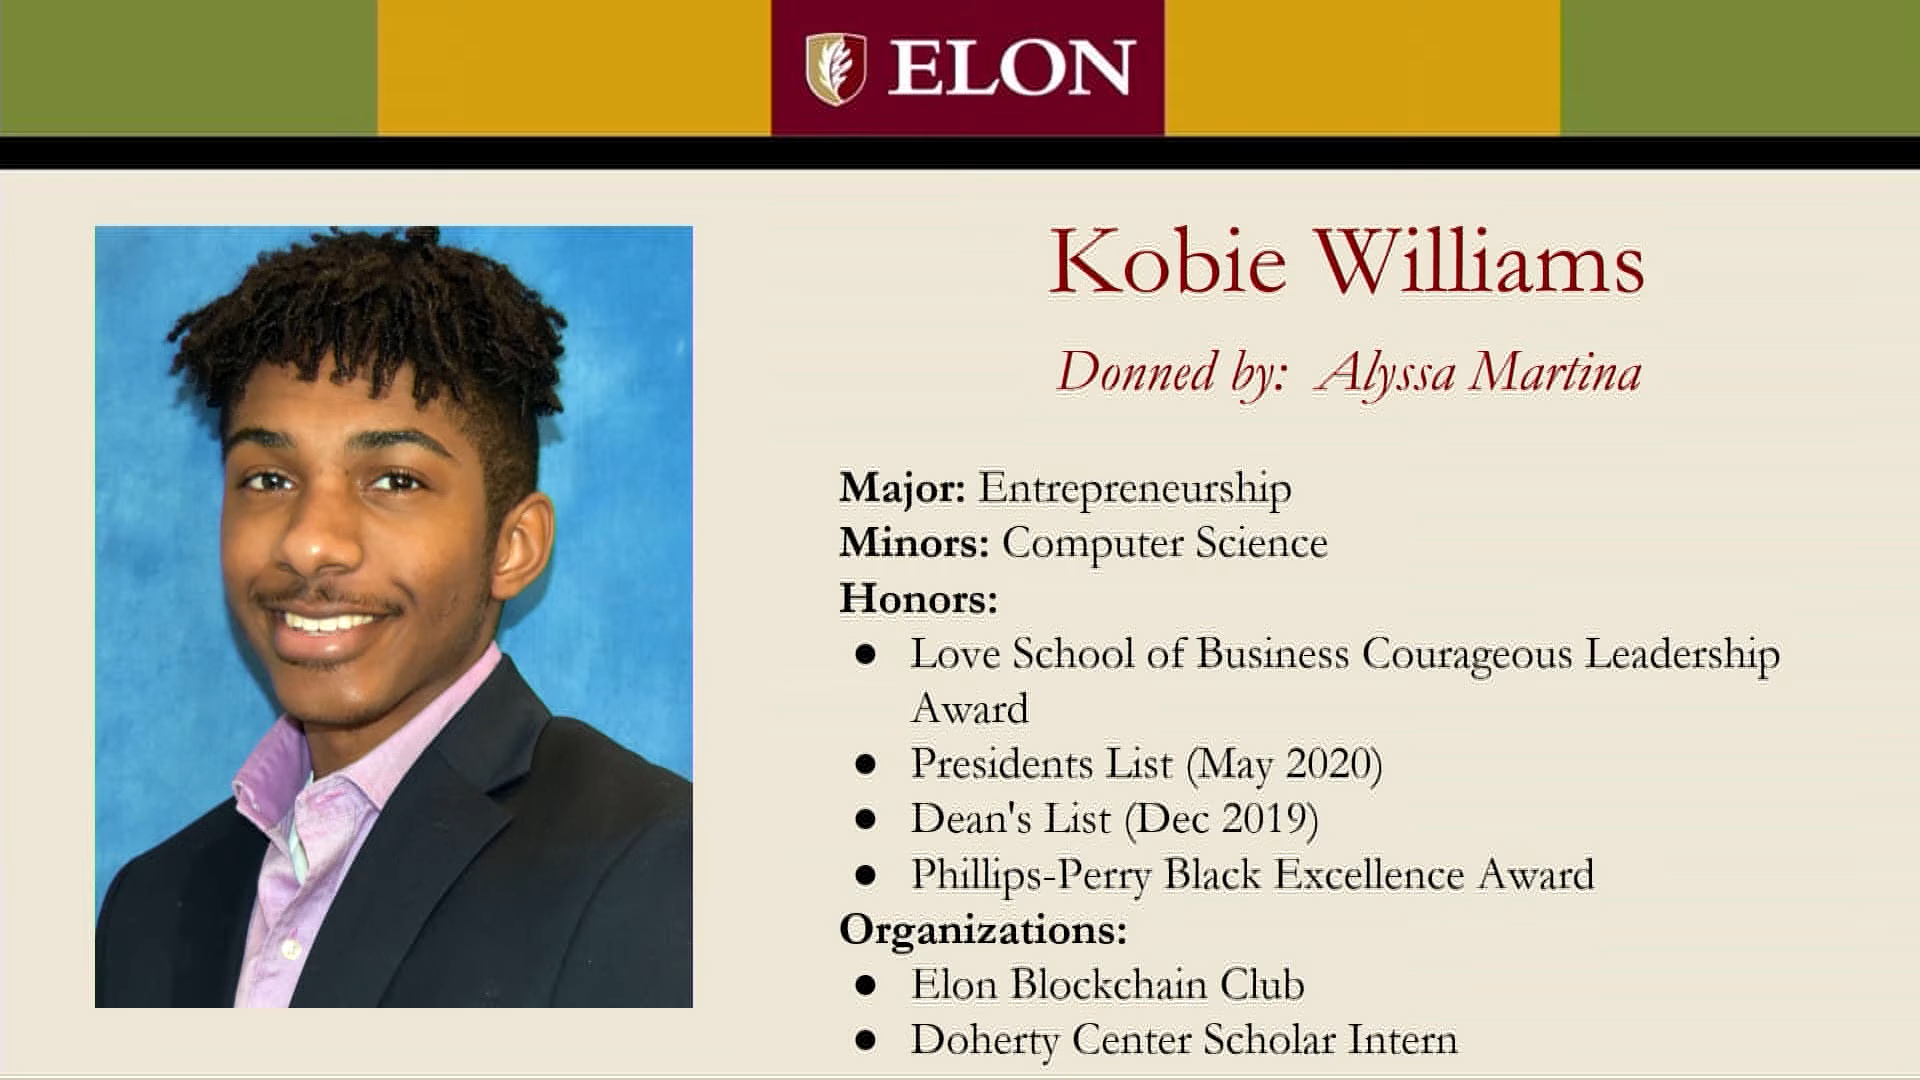 ELON
Kobie Williams
Donned by: Alyssa Martina
Major: Entrepreneurship
Minors: Computer Science
Honors:
● Love School of Business Courageous Leadership
Award
● Presidents List (May 2020)
● Dean's List (Dec 2019)
● Phillips-Perry Black Excellence Award
Organizations:
● Elon Blockchain Club
● Doherty Center Scholar Intern